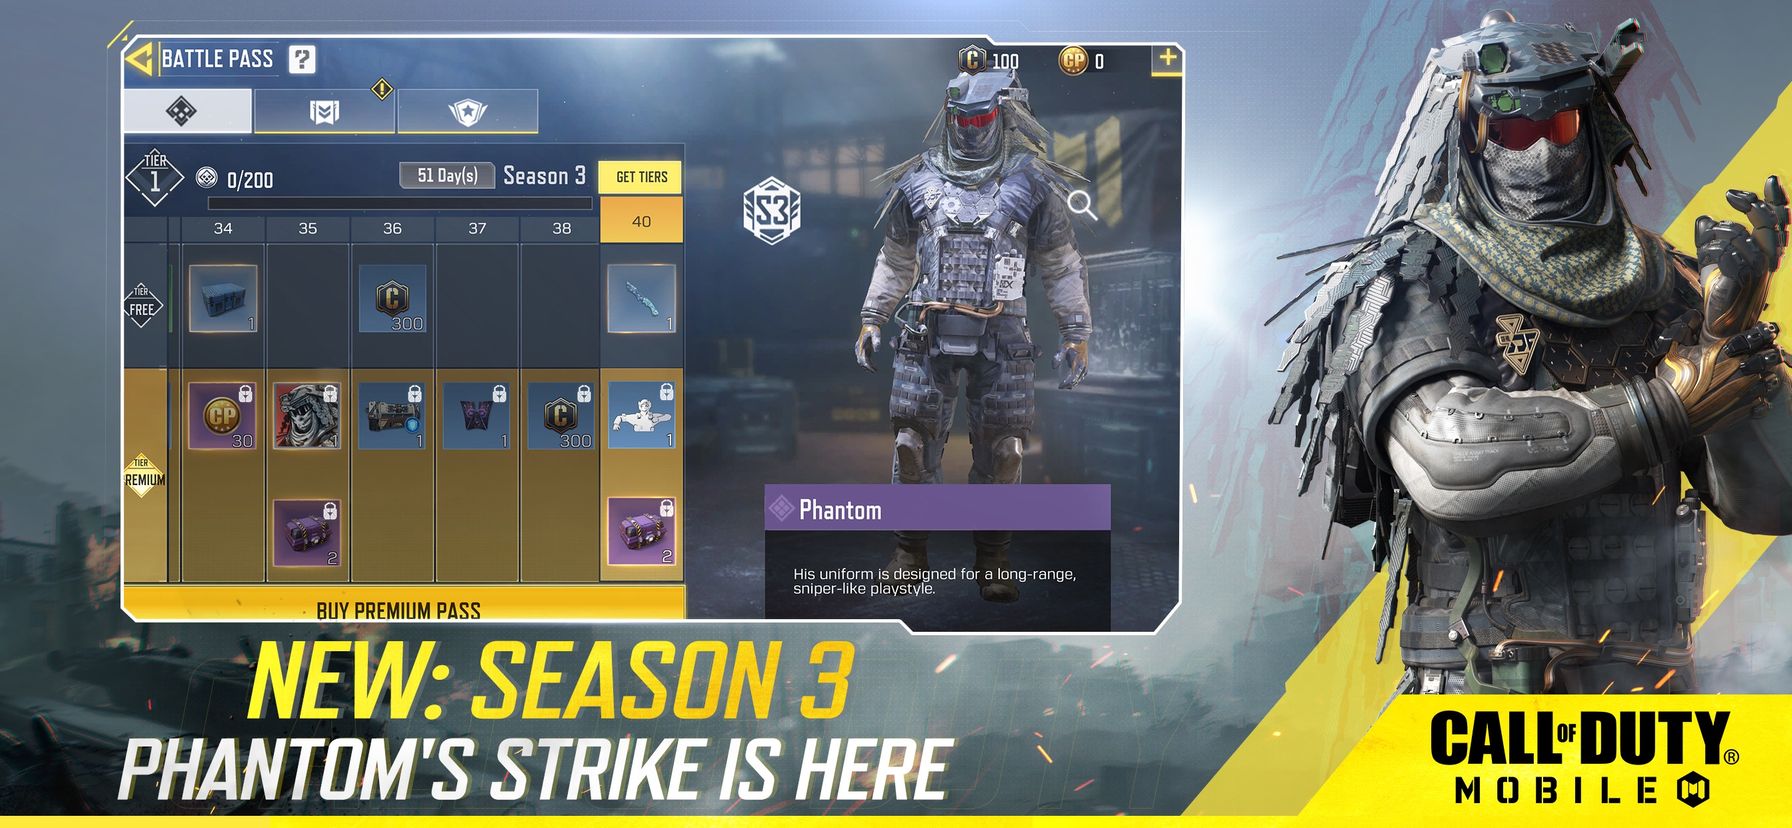 BATTLE PASS ?
C 100 GP 0 +
!
TIER 1
0/200
51 Day(s) Season 3 GET TIERS
34 35 36 37 38 40
TIER FREE
1
C 300
1
S3
TIER
REMIUM
GP 30
1
1
1
C 300
1
2
2
Phantom
His uniform is designed for a long-range,
sniper-like playstyle.
BUY PREMIUM PASS
NEW: SEASON 3
PHANTOM'S STRIKE IS HERE
CALL OF DUTY®
MOBILE